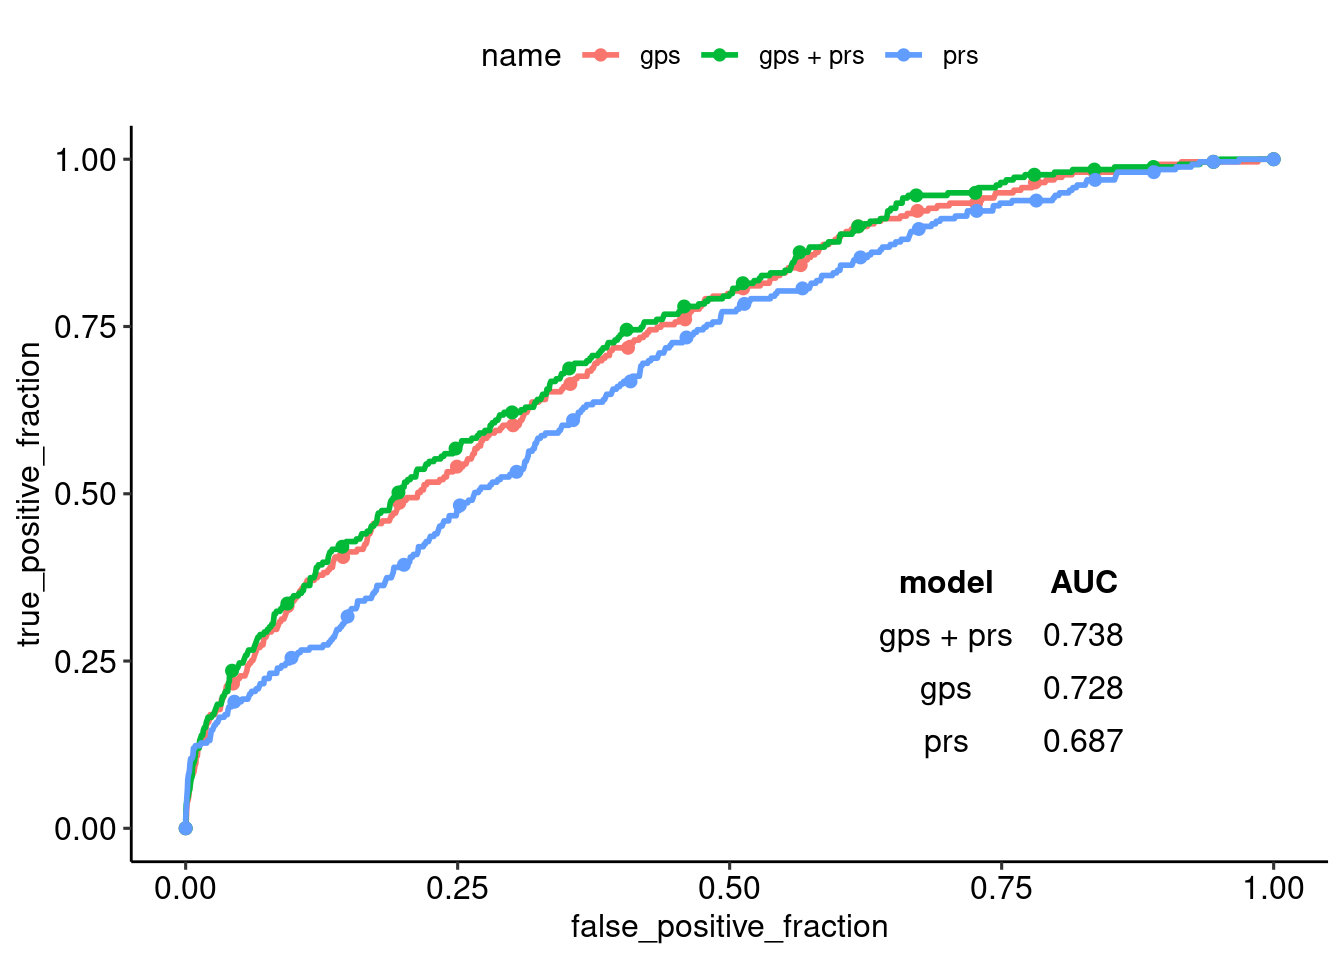 name gps gps + prs prs
true_positive_fraction
1.00
0.75
0.50
0.25
0.00
model AUC
gps + prs 0.738
gps 0.728
prs 0.687
0.00 0.25 0.50 0.75 1.00
false_positive_fraction